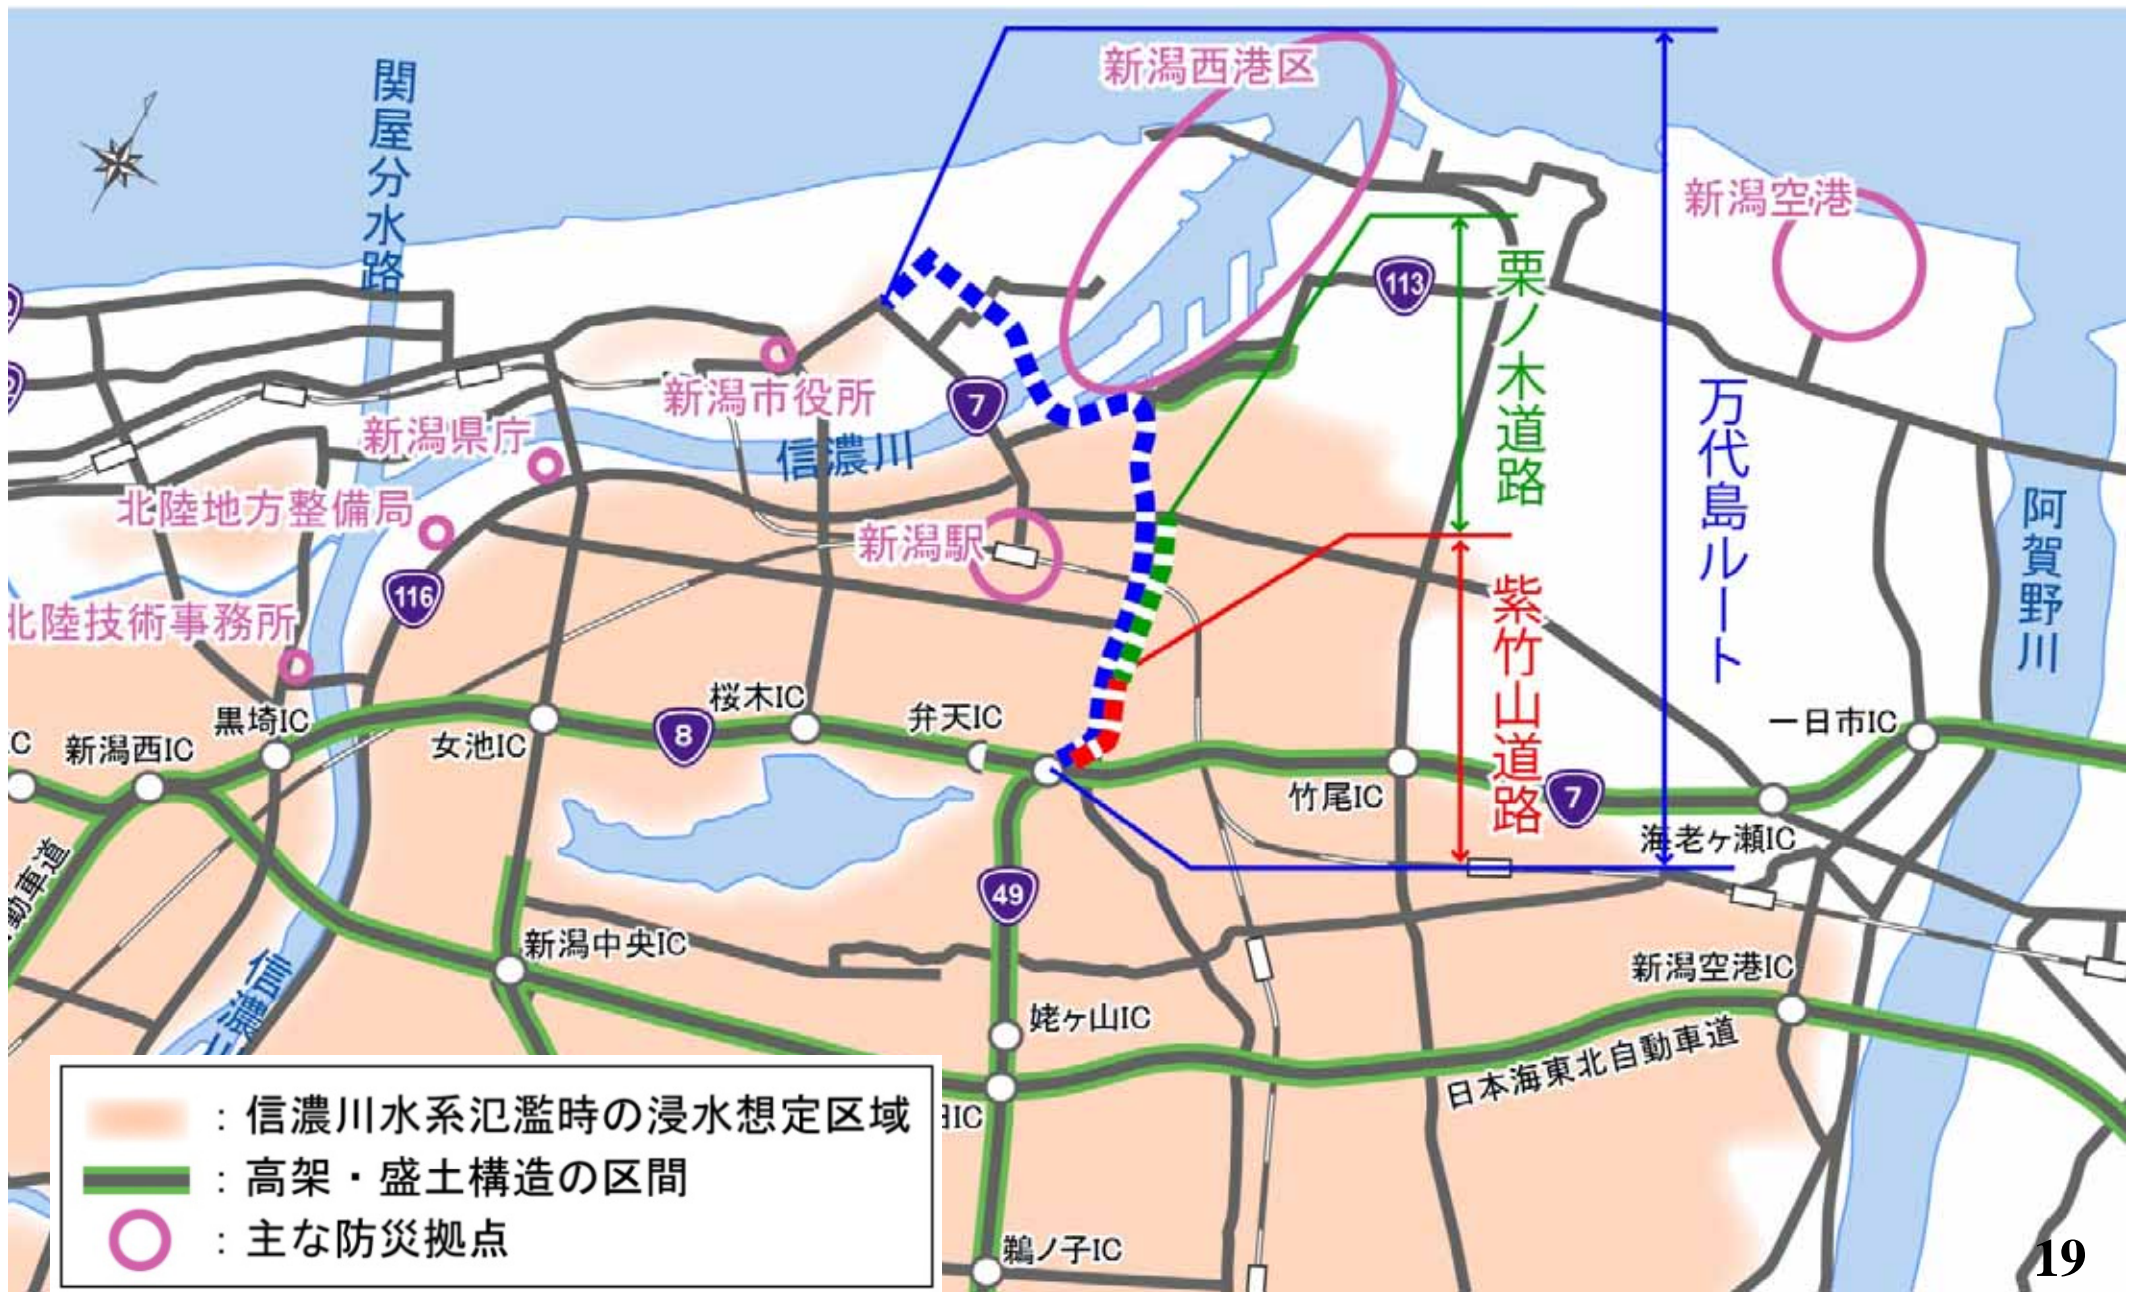 関屋分水路
新潟西港区
新潟空港
113
栗ノ木道路
万代島ルート
新潟市役所
7
新潟県庁
信濃川
北陸地方整備局
新潟駅
阿賀野川
116
紫竹山道路
北陸技術事務所
桜木IC
黒埼IC
弁天IC
一日市IC
新潟西IC
女池IC
8
竹尾IC
7
海老ヶ瀬IC
動車道
49
新潟中央IC
信濃
新潟空港IC
姥ヶ山IC
日本海東北自動車道
IC
鵜ノ子IC
：信濃川水系氾濫時の浸水想定区域
：高架・盛土構造の区間
：主な防災拠点
19